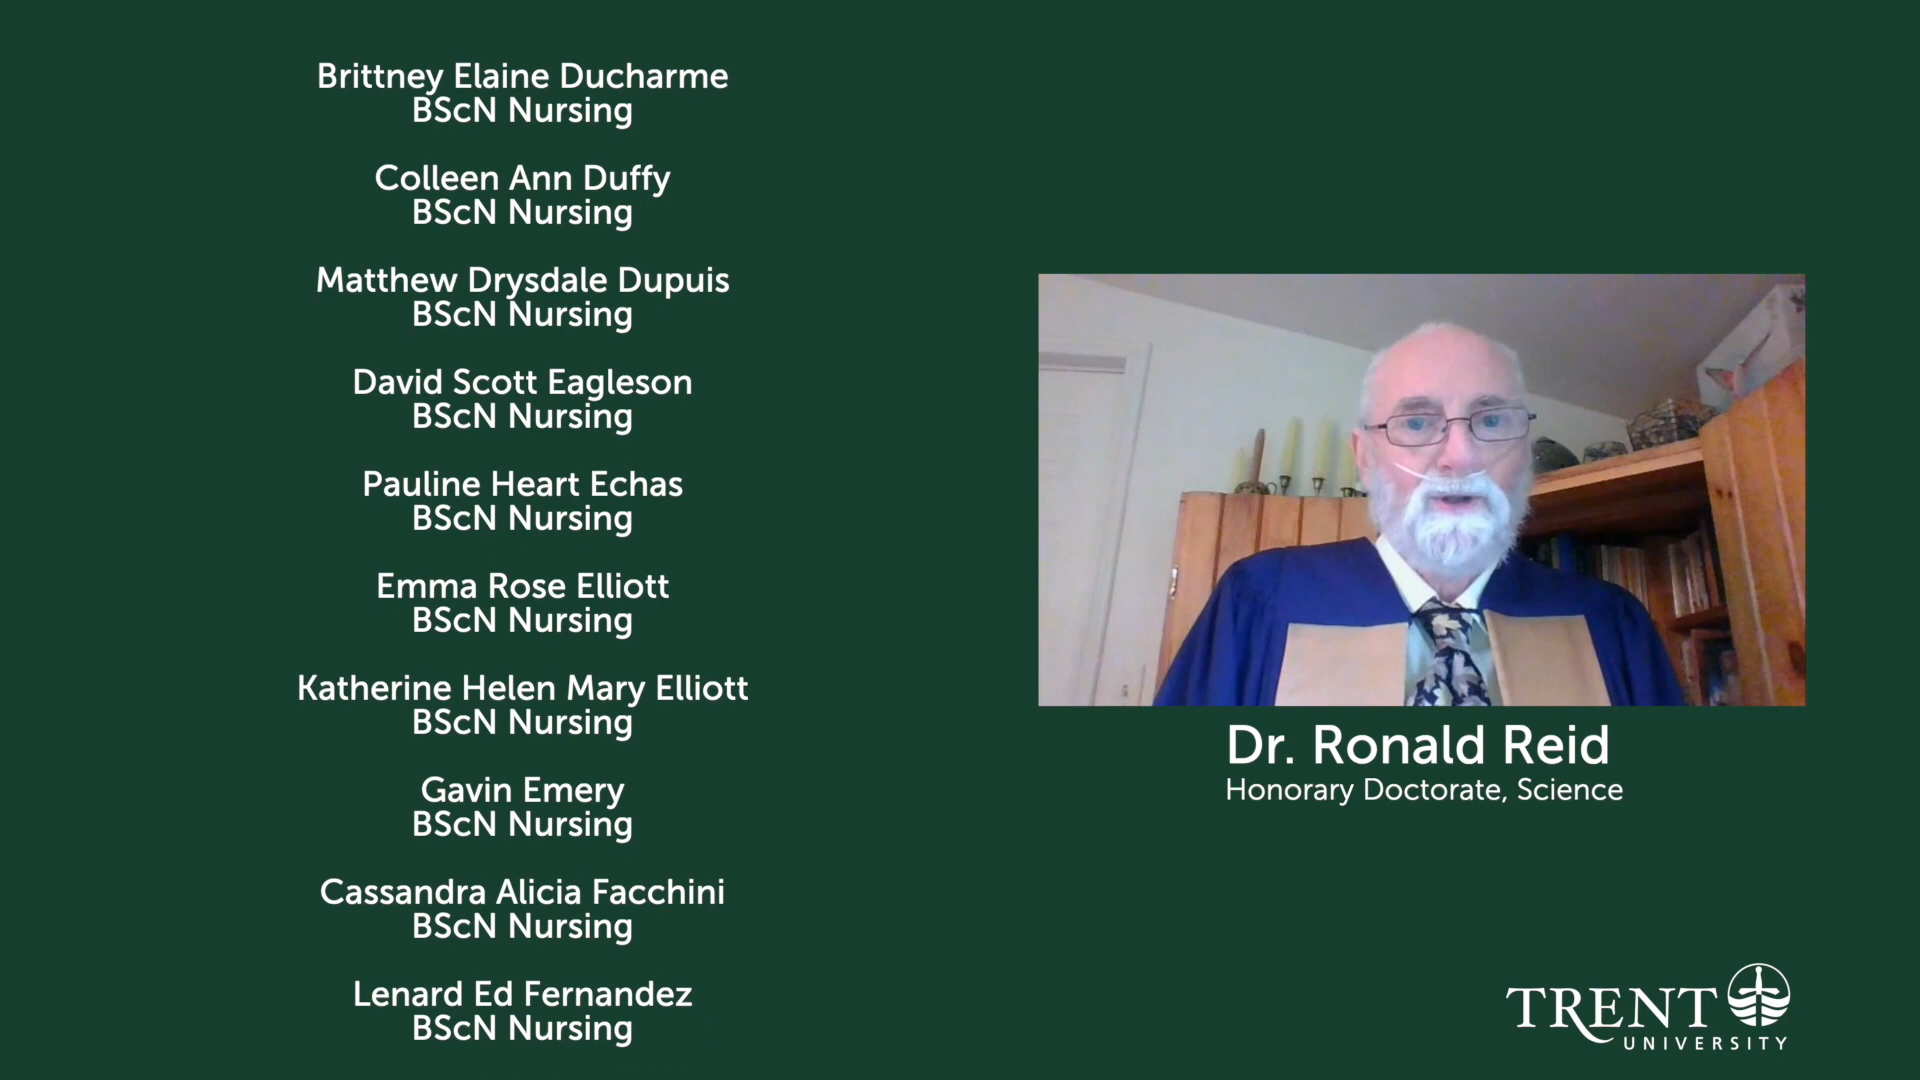 Brittney Elaine Ducharme
BScN Nursing
Colleen Ann Duffy
BScN Nursing
Matthew Drysdale Dupuis
BScN Nursing
David Scott Eagleson
BScN Nursing
Pauline Heart Echas
BScN Nursing
Emma Rose Elliott
BScN Nursing
Katherine Helen Mary Elliott
BScN Nursing
Gavin Emery
BScN Nursing
Cassandra Alicia Facchini
BScN Nursing
Lenard Ed Fernandez
BScN Nursing
Dr. Ronald Reid
Honorary Doctorate, Science
TRENT
UNIVERSITY